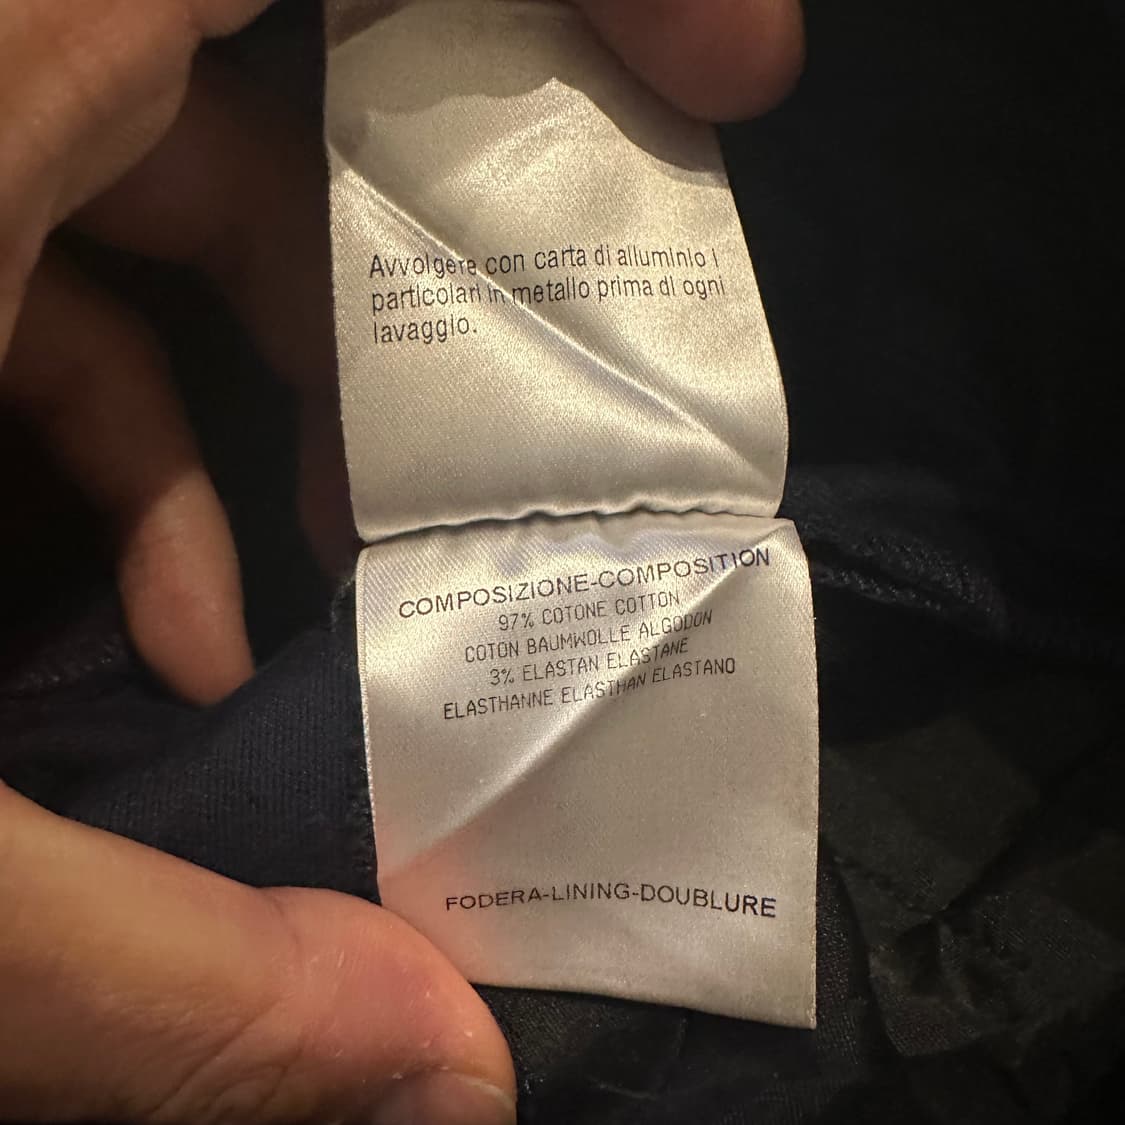 Avvolgere con carta di alluminio i
particolari in metallo prima di ogni
lavaggio.
COMPOSIZIONE-COMPOSITION
97% COTONE COTTON
COTON BAUMWOLLE ALGODON
3% ELASTAN ELASTANE
ELASTHANNE ELASTHAN ELASTANO
FODERA-LINING-DOUBLURE